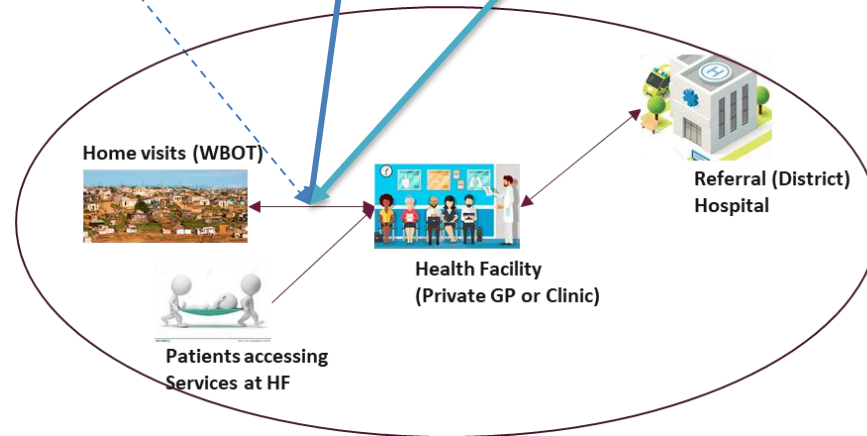 Home visits (WBOT)
Referral (District)
Hospital
Health Facility
(Private GP or Clinic)
Patients accessing
Services at HF
H